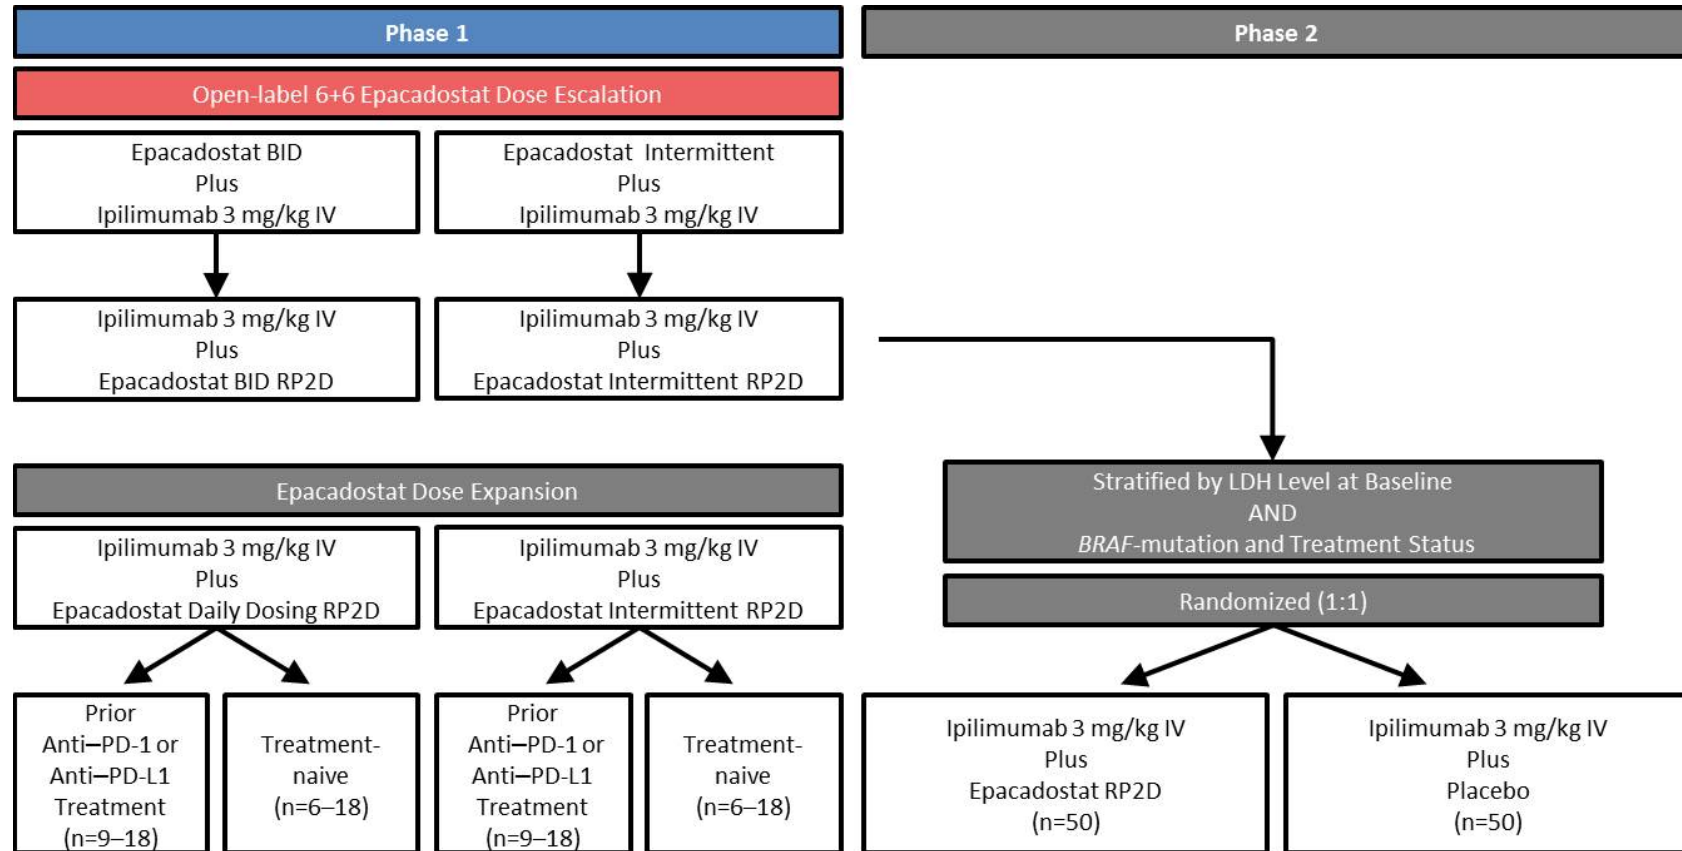 Phase 1
Open-label 6+6 Epacadostat Dose Escalation
Epacadostat BID
Plus
Ipilimumab 3 mg/kg IV
Epacadostat Intermittent
Plus
Ipilimumab 3 mg/kg IV
Ipilimumab 3 mg/kg IV
Plus
Epacadostat BID RP2D
Ipilimumab 3 mg/kg IV
Plus
Epacadostat Intermittent RP2D
Epacadostat Dose Expansion
Ipilimumab 3 mg/kg IV
Plus
Epacadostat Daily Dosing RP2D
Ipilimumab 3 mg/kg IV
Plus
Epacadostat Intermittent RP2D
Prior
Anti–PD-1 or
Anti–PD-L1
Treatment
(n=9–18)
Treatment-
naive
(n=6–18)
Prior
Anti–PD-1 or
Anti–PD-L1
Treatment
(n=9–18)
Treatment-
naive
(n=6–18)
Phase 2
Stratified by LDH Level at Baseline
AND
BRAF-mutation and Treatment Status
Randomized (1:1)
Ipilimumab 3 mg/kg IV
Plus
Epacadostat RP2D
(n=50)
Ipilimumab 3 mg/kg IV
Plus
Placebo
(n=50)